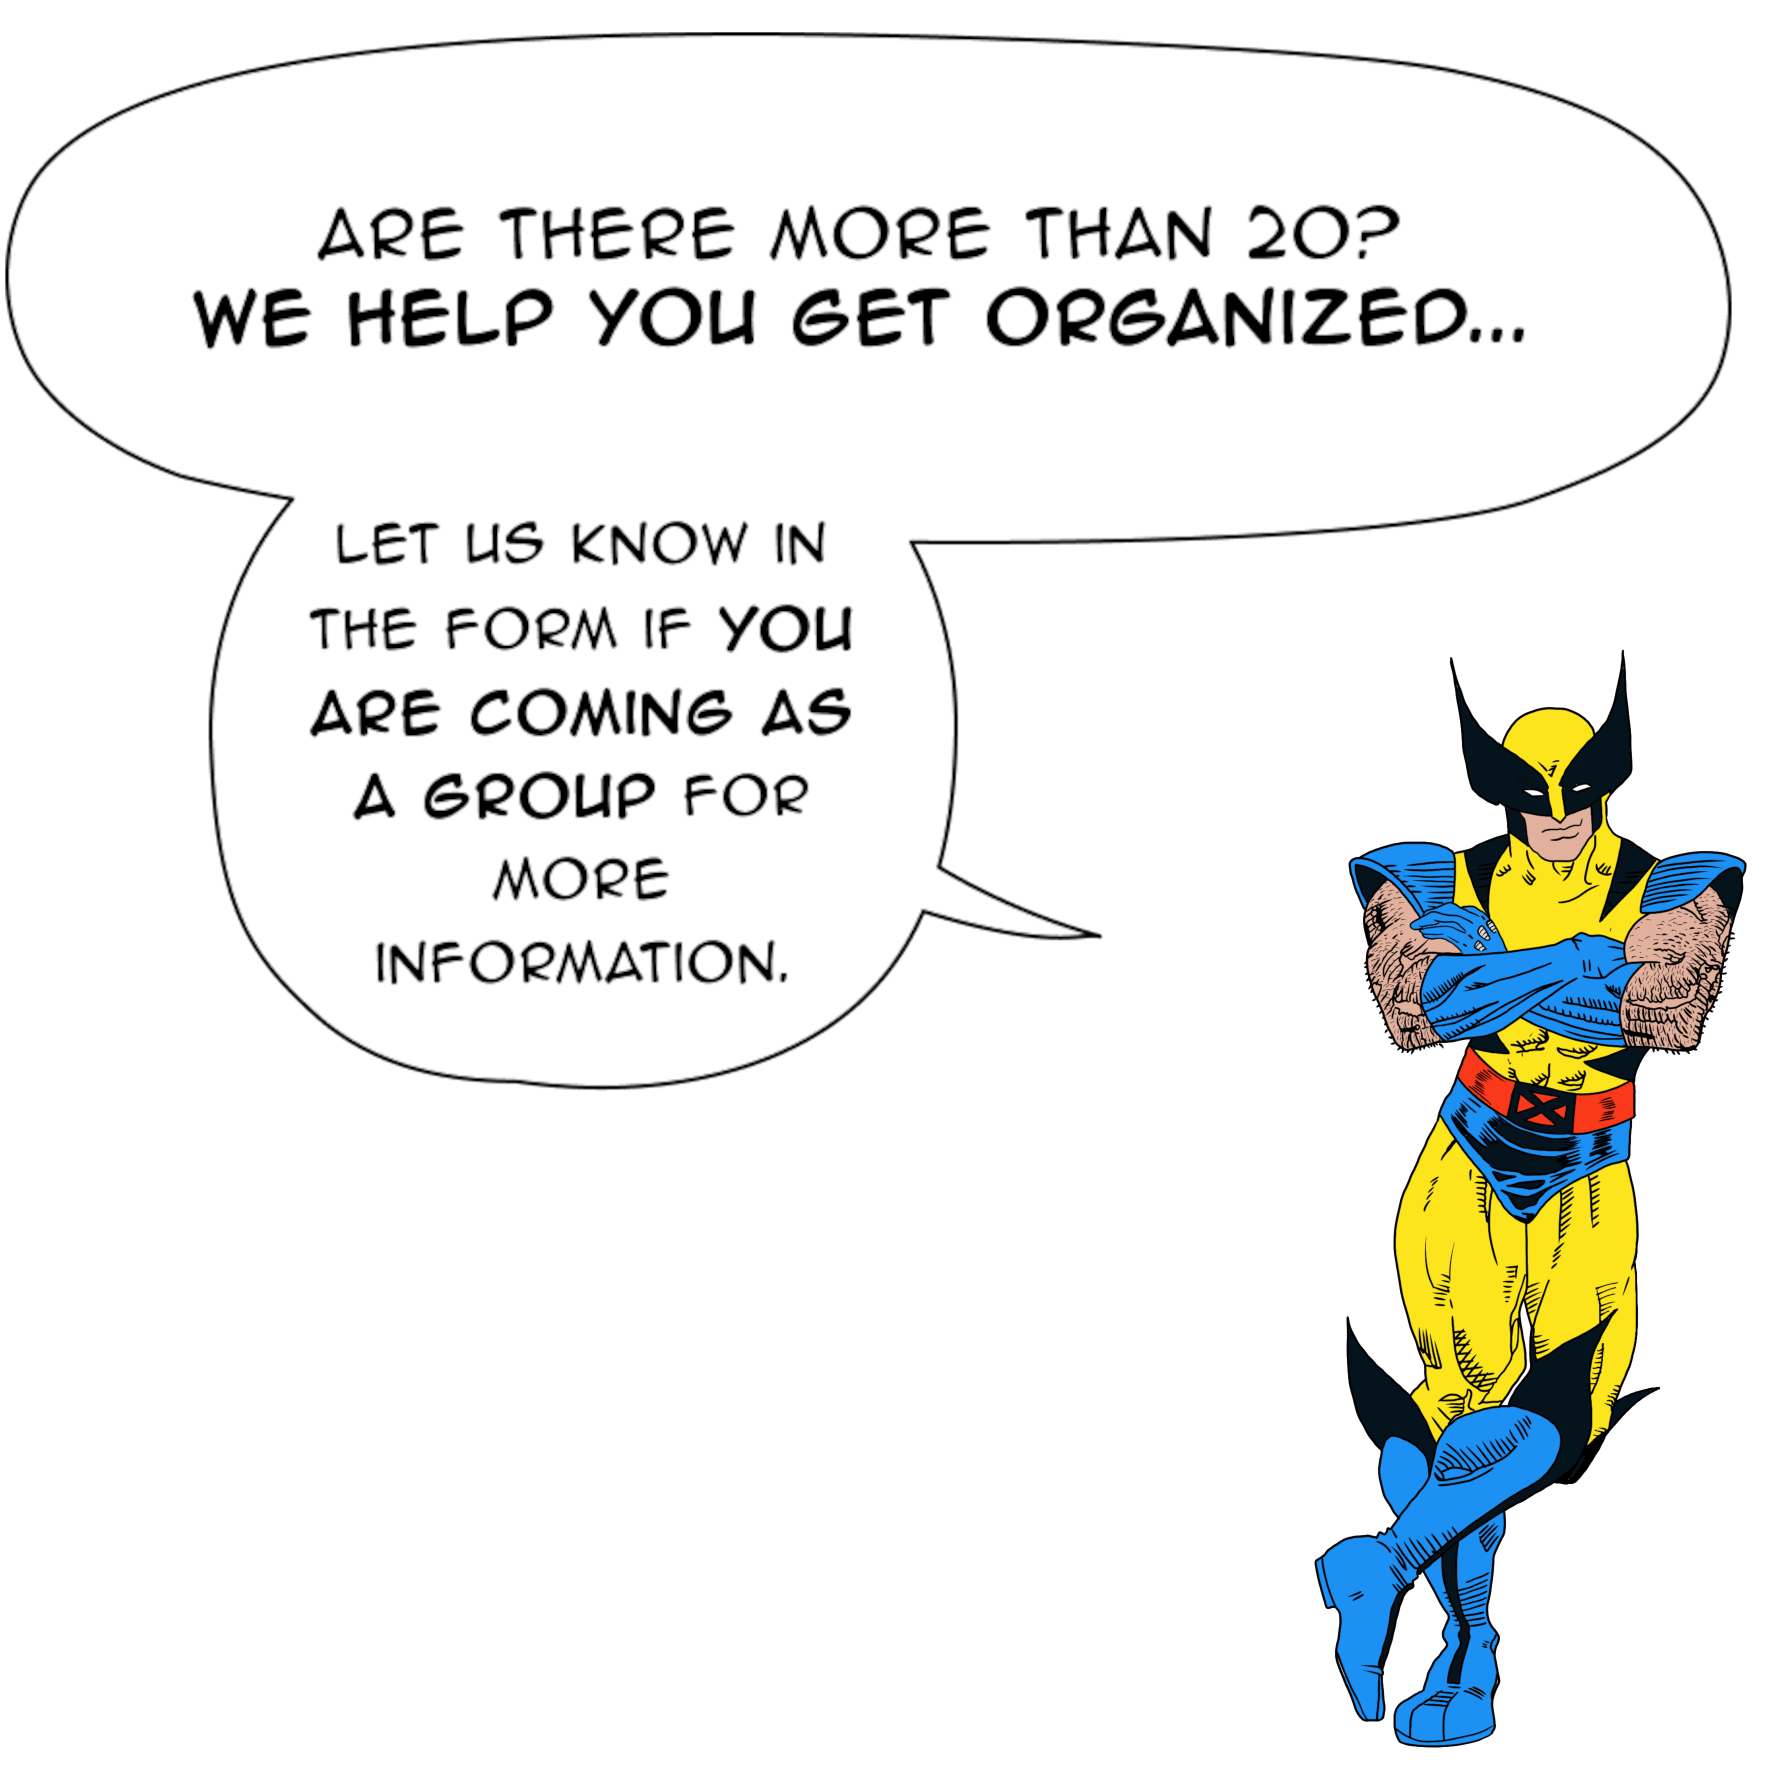 ARE THERE MORE THAN 20?
WE HELP YOU GET ORGANIZED...
LET US KNOW IN
THE FORM IF YOU
ARE COMING AS
A GROUP FOR
MORE
INFORMATION.